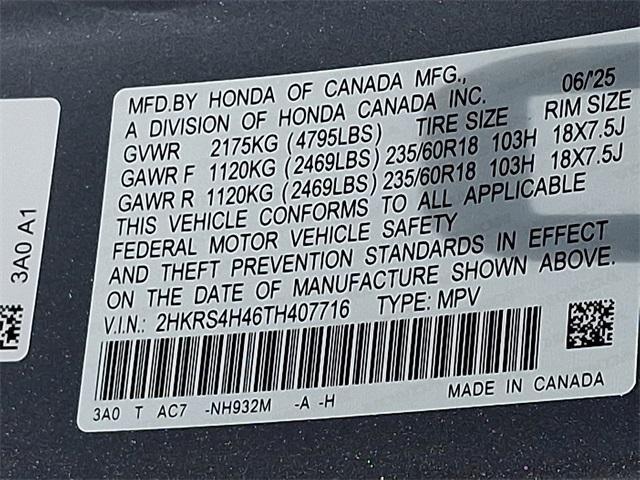 3A0 A1
MFD.BY HONDA OF CANADA MFG., 06/'25
A DIVISION OF HONDA CANADA INC.
GVWR 2175KG (4795LBS) TIRE SIZE RIM SIZE
GAWR F 1120KG (2469LBS) 235/60R18 103H 18X7.5J
GAWR R 1120KG (2469LBS) 235/60R18 103H 18X7.5J
THIS VEHICLE CONFORMS TO ALL APPLICABLE
FEDERAL MOTOR VEHICLE SAFETY
AND THEFT PREVENTION STANDARDS IN EFFECT
ON THE DATE OF MANUFACTURE SHOWN ABOVE.
V.I.N.: 2HKRS4H46TH407716 TYPE: MPV
3A0 T AC7 -NH932M -A -H MADE IN CANADA